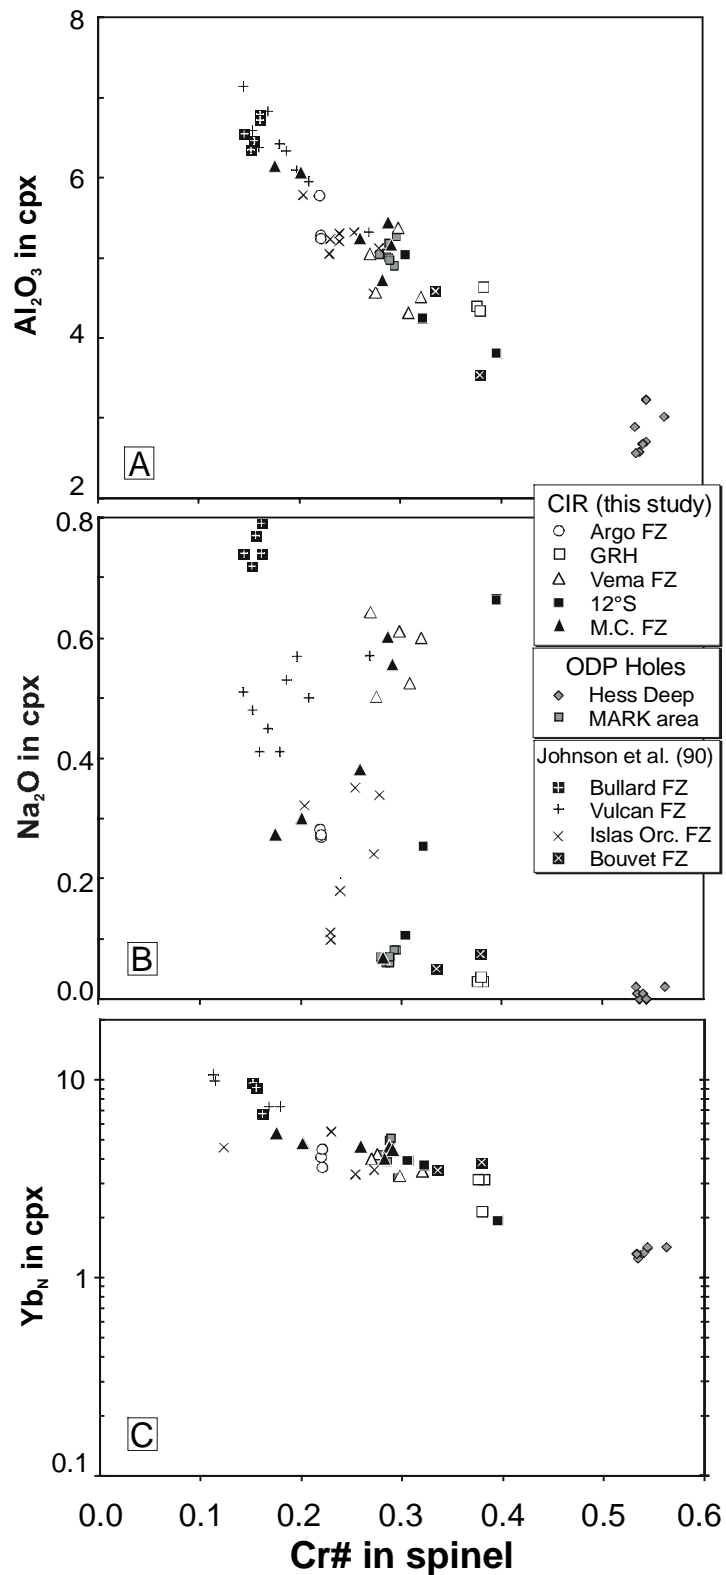 8
6
4
2
Al₂O₃ in cpx
A
CIR (this study)
Argo FZ
GRH
Vema FZ
12°S
M.C. FZ
ODP Holes
Hess Deep
MARK area
Johnson et al. (90)
Bullard FZ
Vulcan FZ
Islas Orc. FZ
Bouvet FZ
0.8
0.6
0.4
0.2
0.0
Na₂O in cpx
B
10
1
0.1
Yb_N in cpx
C
0.0 0.1 0.2 0.3 0.4 0.5 0.6
Cr# in spinel